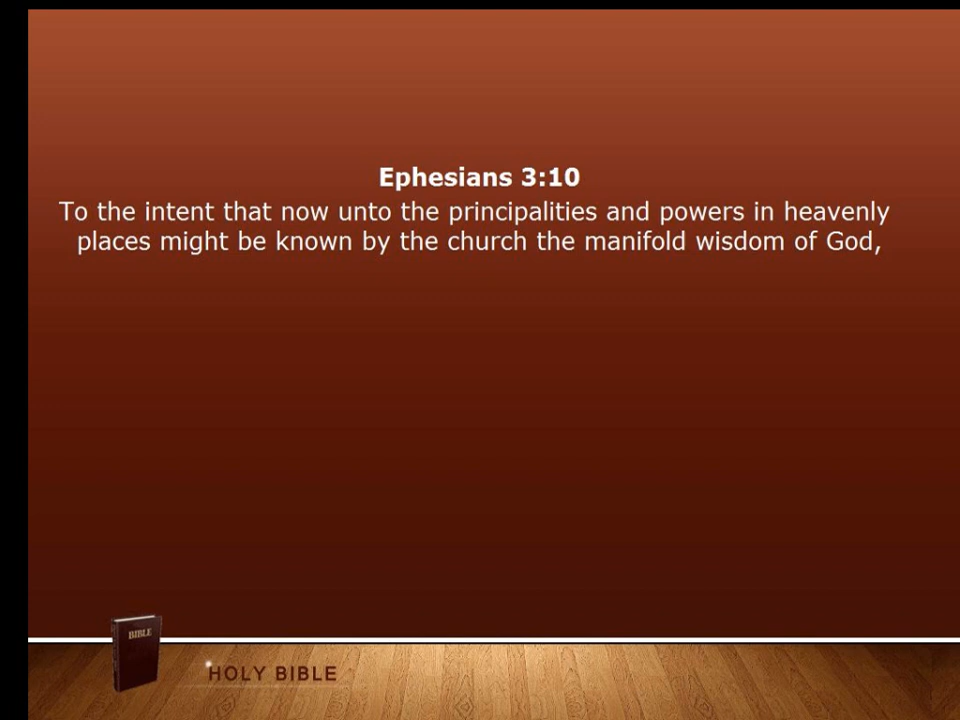 Ephesians 3:10
To the intent that now unto the principalities and powers in heavenly
places might be known by the church the manifold wisdom of God,
BIBLE
HOLY BIBLE